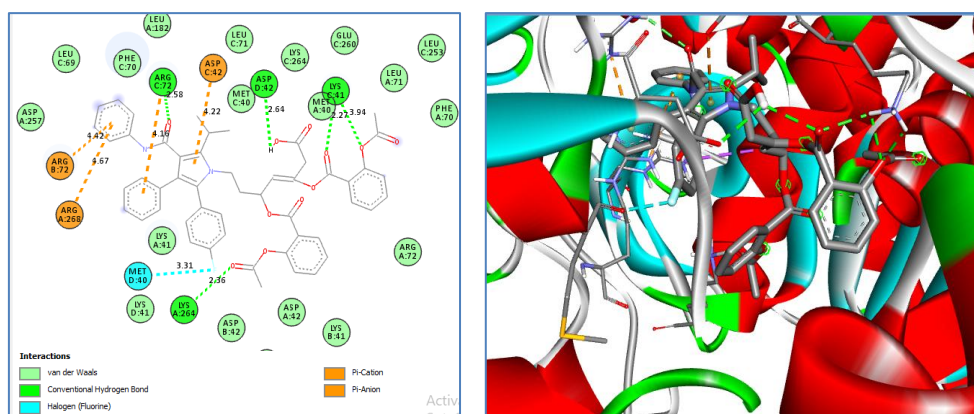 LEU
A:182
LEU
C:71
GLU
C:260
LEU
C:69
PHE
C:70
LYS
C:264
LEU
C:253
ARG
C:72
ASP
C:42
ASP
D:42
LYS
C:41
LEU
A:71
2.58
MET
C:40
MET
A:40
ASP
A:257
2.64
2.27
3.94
PHE
A:70
4.42
4.16
4.22
H
O
O
O
O
N
4.67
ARG
B:72
N
O
O
O
O
ARG
A:268
O
O
LYS
A:41
ARG
A:72
MET
D:40
3.31
O
O
2.36
LYS
D:41
LYS
A:264
ASP
B:42
ASP
A:42
LYS
B:41
Interactions
van der Waals
Conventional Hydrogen Bond
Halogen (Fluorine)
Pi-Cation
Pi-Anion
Activa